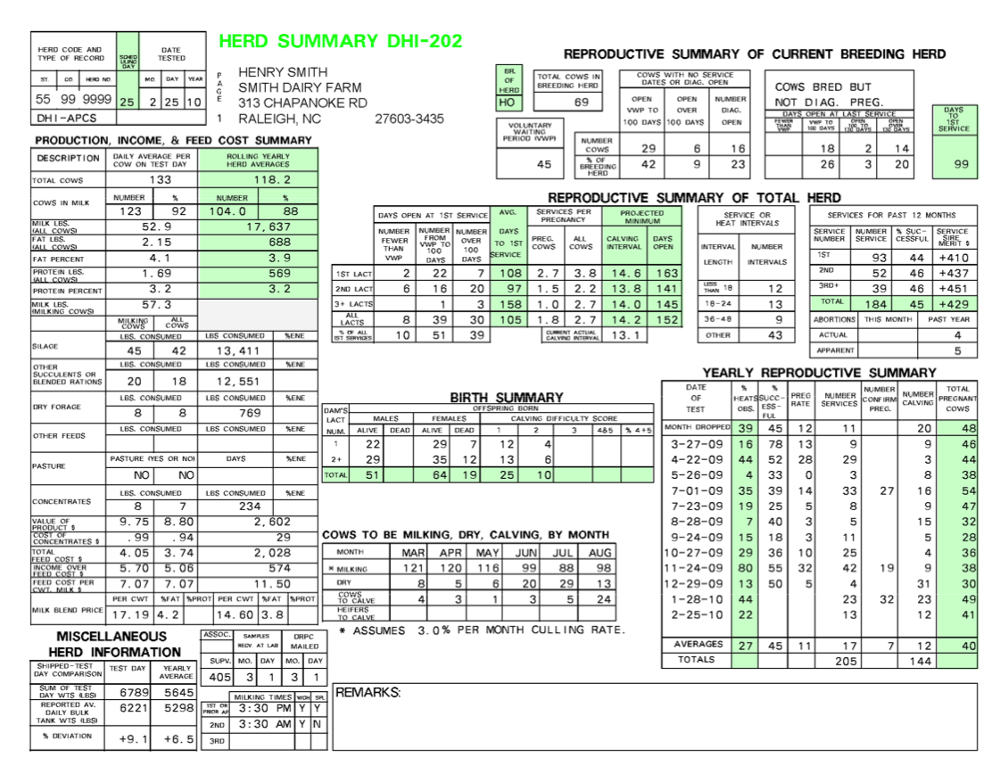 HERD SUMMARY DHI-202
HERD CODE AND TYPE OF RECORD SCHEDULING DAY DATE TESTED
ST. CO HERD NO MO. DAY YEAR
55 99 9999 25 2 25 10
DHI-APCS
PAGE 1
HENRY SMITH
SMITH DAIRY FARM
313 CHAPANOKE RD
RALEIGH, NC 27603-3435
REPRODUCTIVE SUMMARY OF CURRENT BREEDING HERD
BR. OF HERD HO
TOTAL COWS IN BREEDING HERD 69
VOLUNTARY WAITING PERIOD (VWP) 45
COWS WITH NO SERVICE DATES OR DIAG. OPEN
OPEN VWP TO 100 DAYS OPEN OVER 100 DAYS NUMBER DIAG. OPEN
NUMBER COWS 29 6 16
% OF BREEDING HERD 42 9 23
COWS BRED BUT NOT DIAG. PREG.
DAYS OPEN AT LAST SERVICE
FEWER THAN VWP VWP TO 100 DAYS OPEN 100 TO 130 DAYS OPEN OVER 130 DAYS
18 2 14
26 3 20
DAYS TO 1ST SERVICE 99
PRODUCTION, INCOME, & FEED COST SUMMARY
DESCRIPTION DAILY AVERAGE PER COW ON TEST DAY ROLLING YEARLY HERD AVERAGES
TOTAL COWS 133 118.2
NUMBER % NUMBER %
COWS IN MILK 123 92 104.0 88
MILK LBS. (ALL COWS) 52.9 17,637
FAT LBS. (ALL COWS) 2.15 688
FAT PERCENT 4.1 3.9
PROTEIN LBS. (ALL COWS) 1.69 569
PROTEIN PERCENT 3.2 3.2
MILK LBS. (MILKING COWS) 57.3
MILKING COWS ALL COWS
LBS. CONSUMED LBS CONSUMED %ENE
SILAGE 45 42 13,411
LBS. CONSUMED LBS CONSUMED %ENE
OTHER SUCCULENTS OR BLENDED RATIONS 20 18 12,551
LBS. CONSUMED LBS CONSUMED %ENE
DRY FORAGE 8 8 769
LBS. CONSUMED LBS CONSUMED %ENE
OTHER FEEDS
PASTURE (YES OR NO) DAYS %ENE
PASTURE NO NO
LBS. CONSUMED LBS CONSUMED %ENE
CONCENTRATES 8 7 234
VALUE OF PRODUCT $ 9.75 8.80 2,602
COST OF CONCENTRATES $ .99 .94 29
TOTAL FEED COST $ 4.05 3.74 2,028
INCOME OVER FEED COST $ 5.70 5.06 574
FEED COST PER CWT. MILK $ 7.07 7.07 11.50
PER CWT %FAT %PROT PER CWT %FAT %PROT
MILK BLEND PRICE 17.19 4.2 14.60 3.8
REPRODUCTIVE SUMMARY OF TOTAL HERD
DAYS OPEN AT 1ST SERVICE AVG. DAYS TO 1ST SERVICE SERVICES PER PREGNANCY PROJECTED MINIMUM
NUMBER FEWER THAN VWP NUMBER FROM VWP TO 100 DAYS NUMBER OVER 100 DAYS PREG. COWS ALL COWS CALVING INTERVAL DAYS OPEN
1ST LACT 2 22 7 108 2.7 3.8 14.6 163
2ND LACT 6 16 20 97 1.5 2.2 13.8 141
3+ LACTS 1 3 158 1.0 2.7 14.0 145
ALL LACTS 8 39 30 105 1.8 2.7 14.2 152
% OF ALL 1ST SERVICES 10 51 39 CURRENT ACTUAL CALVING INTERVAL 13.1
SERVICE OR HEAT INTERVALS
INTERVAL LENGTH NUMBER INTERVALS
LESS THAN 18 12
18-24 13
36-48 9
OTHER 43
SERVICES FOR PAST 12 MONTHS
SERVICE NUMBER NUMBER SERVICE % SUC- CESSFUL SERVICE SIRE MERIT $
1ST 93 44 +410
2ND 52 46 +437
3RD+ 39 46 +451
TOTAL 184 45 +429
ABORTIONS THIS MONTH PAST YEAR
ACTUAL 4
APPARENT 5
BIRTH SUMMARY
DAM'S LACT NUM. OFFSPRING BORN
MALES FEMALES CALVING DIFFICULTY SCORE
ALIVE DEAD ALIVE DEAD 1 2 3 4&5 % 4+5
1 22 29 7 12 4
2+ 29 35 12 13 6
TOTAL 51 64 19 25 10
YEARLY REPRODUCTIVE SUMMARY
DATE OF TEST % HEATS OBS. % SUCC- ESS- FUL PREG RATE NUMBER SERVICES NUMBER CONFIRM PREG. NUMBER CALVING TOTAL PREGNANT COWS
MONTH DROPPED 39 45 12 11 20 48
3-27-09 16 78 13 9 9 46
4-22-09 44 52 28 29 3 44
5-26-09 4 33 0 3 8 38
7-01-09 35 39 14 33 27 16 54
7-23-09 19 25 5 8 9 47
8-28-09 7 40 3 5 15 32
9-24-09 15 18 3 11 5 28
10-27-09 29 36 10 25 4 36
11-24-09 80 55 32 42 19 9 38
12-29-09 13 50 5 4 31 30
1-28-10 44 23 32 23 49
2-25-10 22 13 12 41
AVERAGES 27 45 11 17 7 12 40
TOTALS 205 144
COWS TO BE MILKING, DRY, CALVING, BY MONTH
MONTH MAR APR MAY JUN JUL AUG
* MILKING 121 120 116 99 88 98
DRY 8 5 6 20 29 13
COWS TO CALVE 4 3 1 3 5 24
HEIFERS TO CALVE
* ASSUMES 3.0% PER MONTH CULLING RATE.
MISCELLANEOUS HERD INFORMATION
SHIPPED-TEST DAY COMPARISON TEST DAY YEARLY AVERAGE
SUM OF TEST DAY WTS (LBS) 6789 5645
REPORTED AV. DAILY BULK TANK WTS (LBS) 6221 5298
% DEVIATION +9.1 +6.5
ASSOC. SAMPLES RECV. AT LAB DRPC MAILED
SUPV. MO. DAY MO. DAY
405 3 1 3 1
MILKING TIMES WGH SPL
1ST OR PRIOR AP 3:30 PM Y Y
2ND 3:30 AM Y N
3RD
REMARKS: